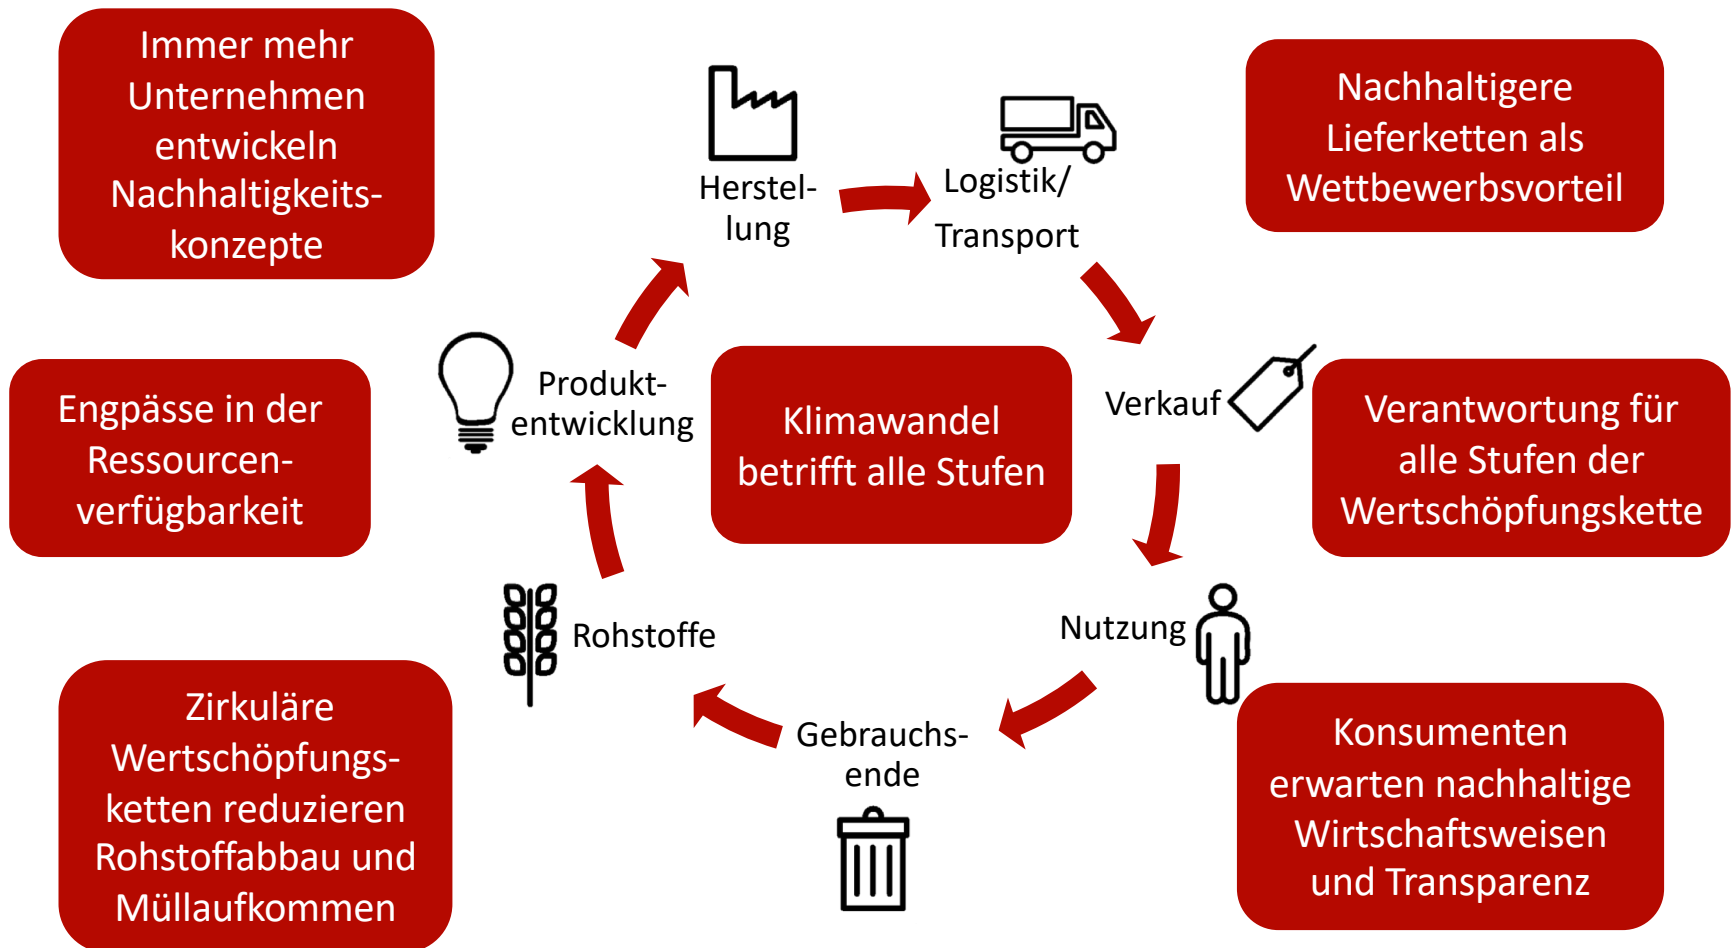 Immer mehr
Unternehmen
entwickeln
Nachhaltigkeits-
konzepte
Herstel-
lung
Logistik/
Transport
Nachhaltigere
Lieferketten als
Wettbewerbsvorteil
Engpässe in der
Ressourcen-
verfügbarkeit
Produkt-
entwicklung
Klimawandel
betrifft alle Stufen
Verkauf
Verantwortung für
alle Stufen der
Wertschöpfungskette
Rohstoffe
Nutzung
Zirkuläre
Wertschöpfungs-
ketten reduzieren
Rohstoffabbau und
Müllaufkommen
Gebrauchs-
ende
Konsumenten
erwarten nachhaltige
Wirtschaftsweisen
und Transparenz